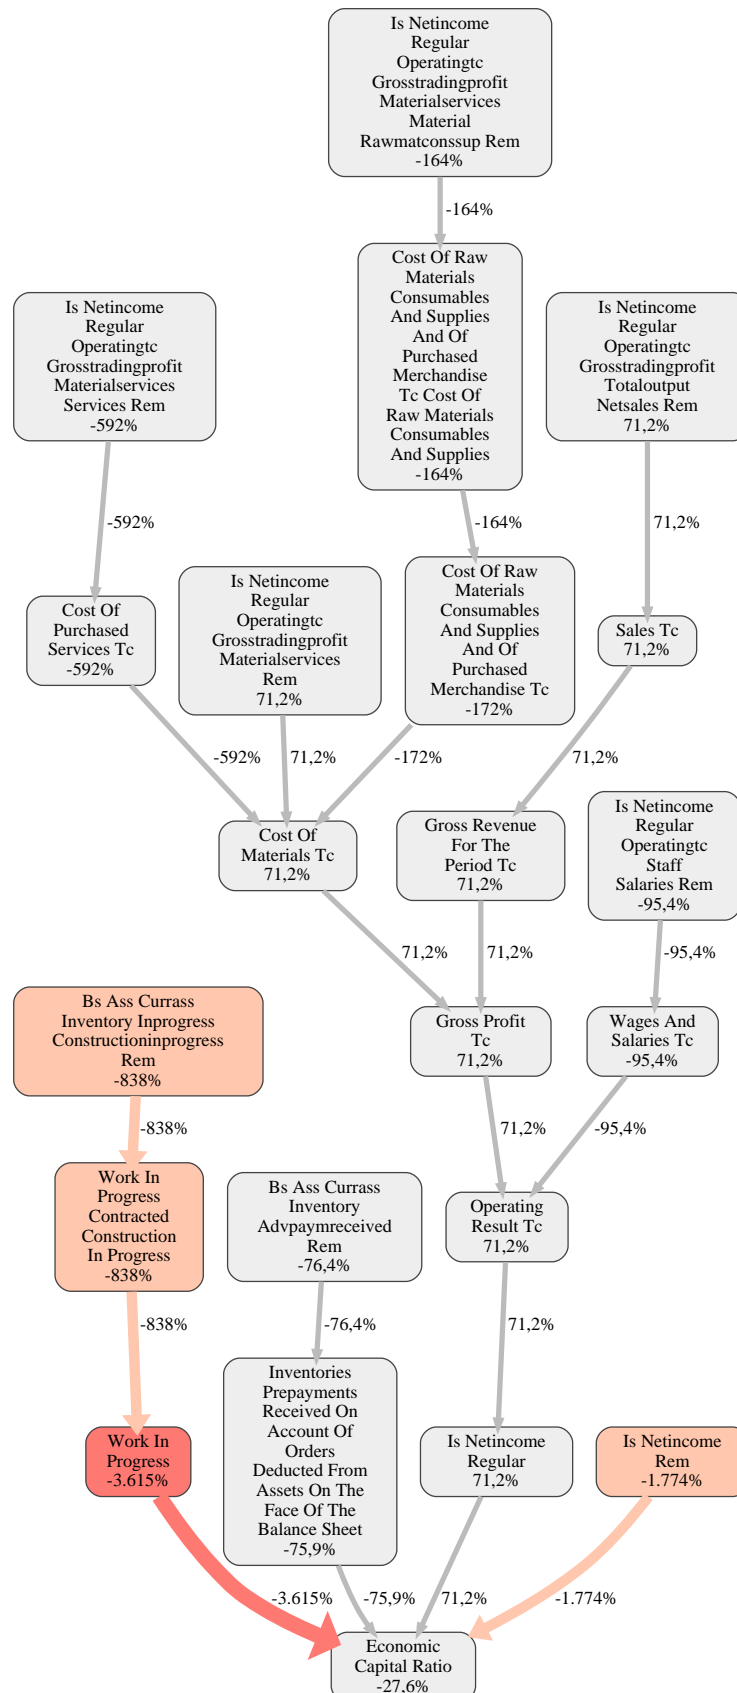 Is Netincome
Regular
Operatingtc
Grosstradingprofit
Materialservices
Material
Rawmatconssup Rem
-164%
-164%
Cost Of Raw
Materials
Consumables
And Supplies
And Of
Purchased
Merchandise
Tc Cost Of
Raw Materials
Consumables
And Supplies
-164%
Is Netincome
Regular
Operatingtc
Grosstradingprofit
Materialservices
Services Rem
-592%
Is Netincome
Regular
Operatingtc
Grosstradingprofit
Totaloutput
Netsales Rem
71,2%
-592%
-164%
71,2%
Cost Of
Purchased
Services Tc
-592%
Is Netincome
Regular
Operatingtc
Grosstradingprofit
Materialservices
Rem
71,2%
Cost Of Raw
Materials
Consumables
And Supplies
And Of
Purchased
Merchandise Tc
-172%
Sales Tc
71,2%
-592%
71,2%
-172%
71,2%
Cost Of
Materials Tc
71,2%
Gross Revenue
For The
Period Tc
71,2%
Is Netincome
Regular
Operatingtc
Staff
Salaries Rem
-95,4%
71,2%
71,2%
-95,4%
Bs Ass Currass
Inventory Inprogress
Constructioninprogress
Rem
-838%
Gross Profit
Tc
71,2%
Wages And
Salaries Tc
-95,4%
-838%
71,2%
-95,4%
Work In
Progress
Contracted
Construction
In Progress
-838%
Bs Ass Currass
Inventory
Advpaymreceived
Rem
-76,4%
Operating
Result Tc
71,2%
-838%
-76,4%
71,2%
Work In
Progress
-3.615%
Inventories
Prepayments
Received On
Account Of
Orders
Deducted From
Assets On The
Face Of The
Balance Sheet
-75,9%
Is Netincome
Regular
71,2%
Is Netincome
Rem
-1.774%
-3.615%
-75,9%
71,2%
-1.774%
Economic
Capital Ratio
-27,6%